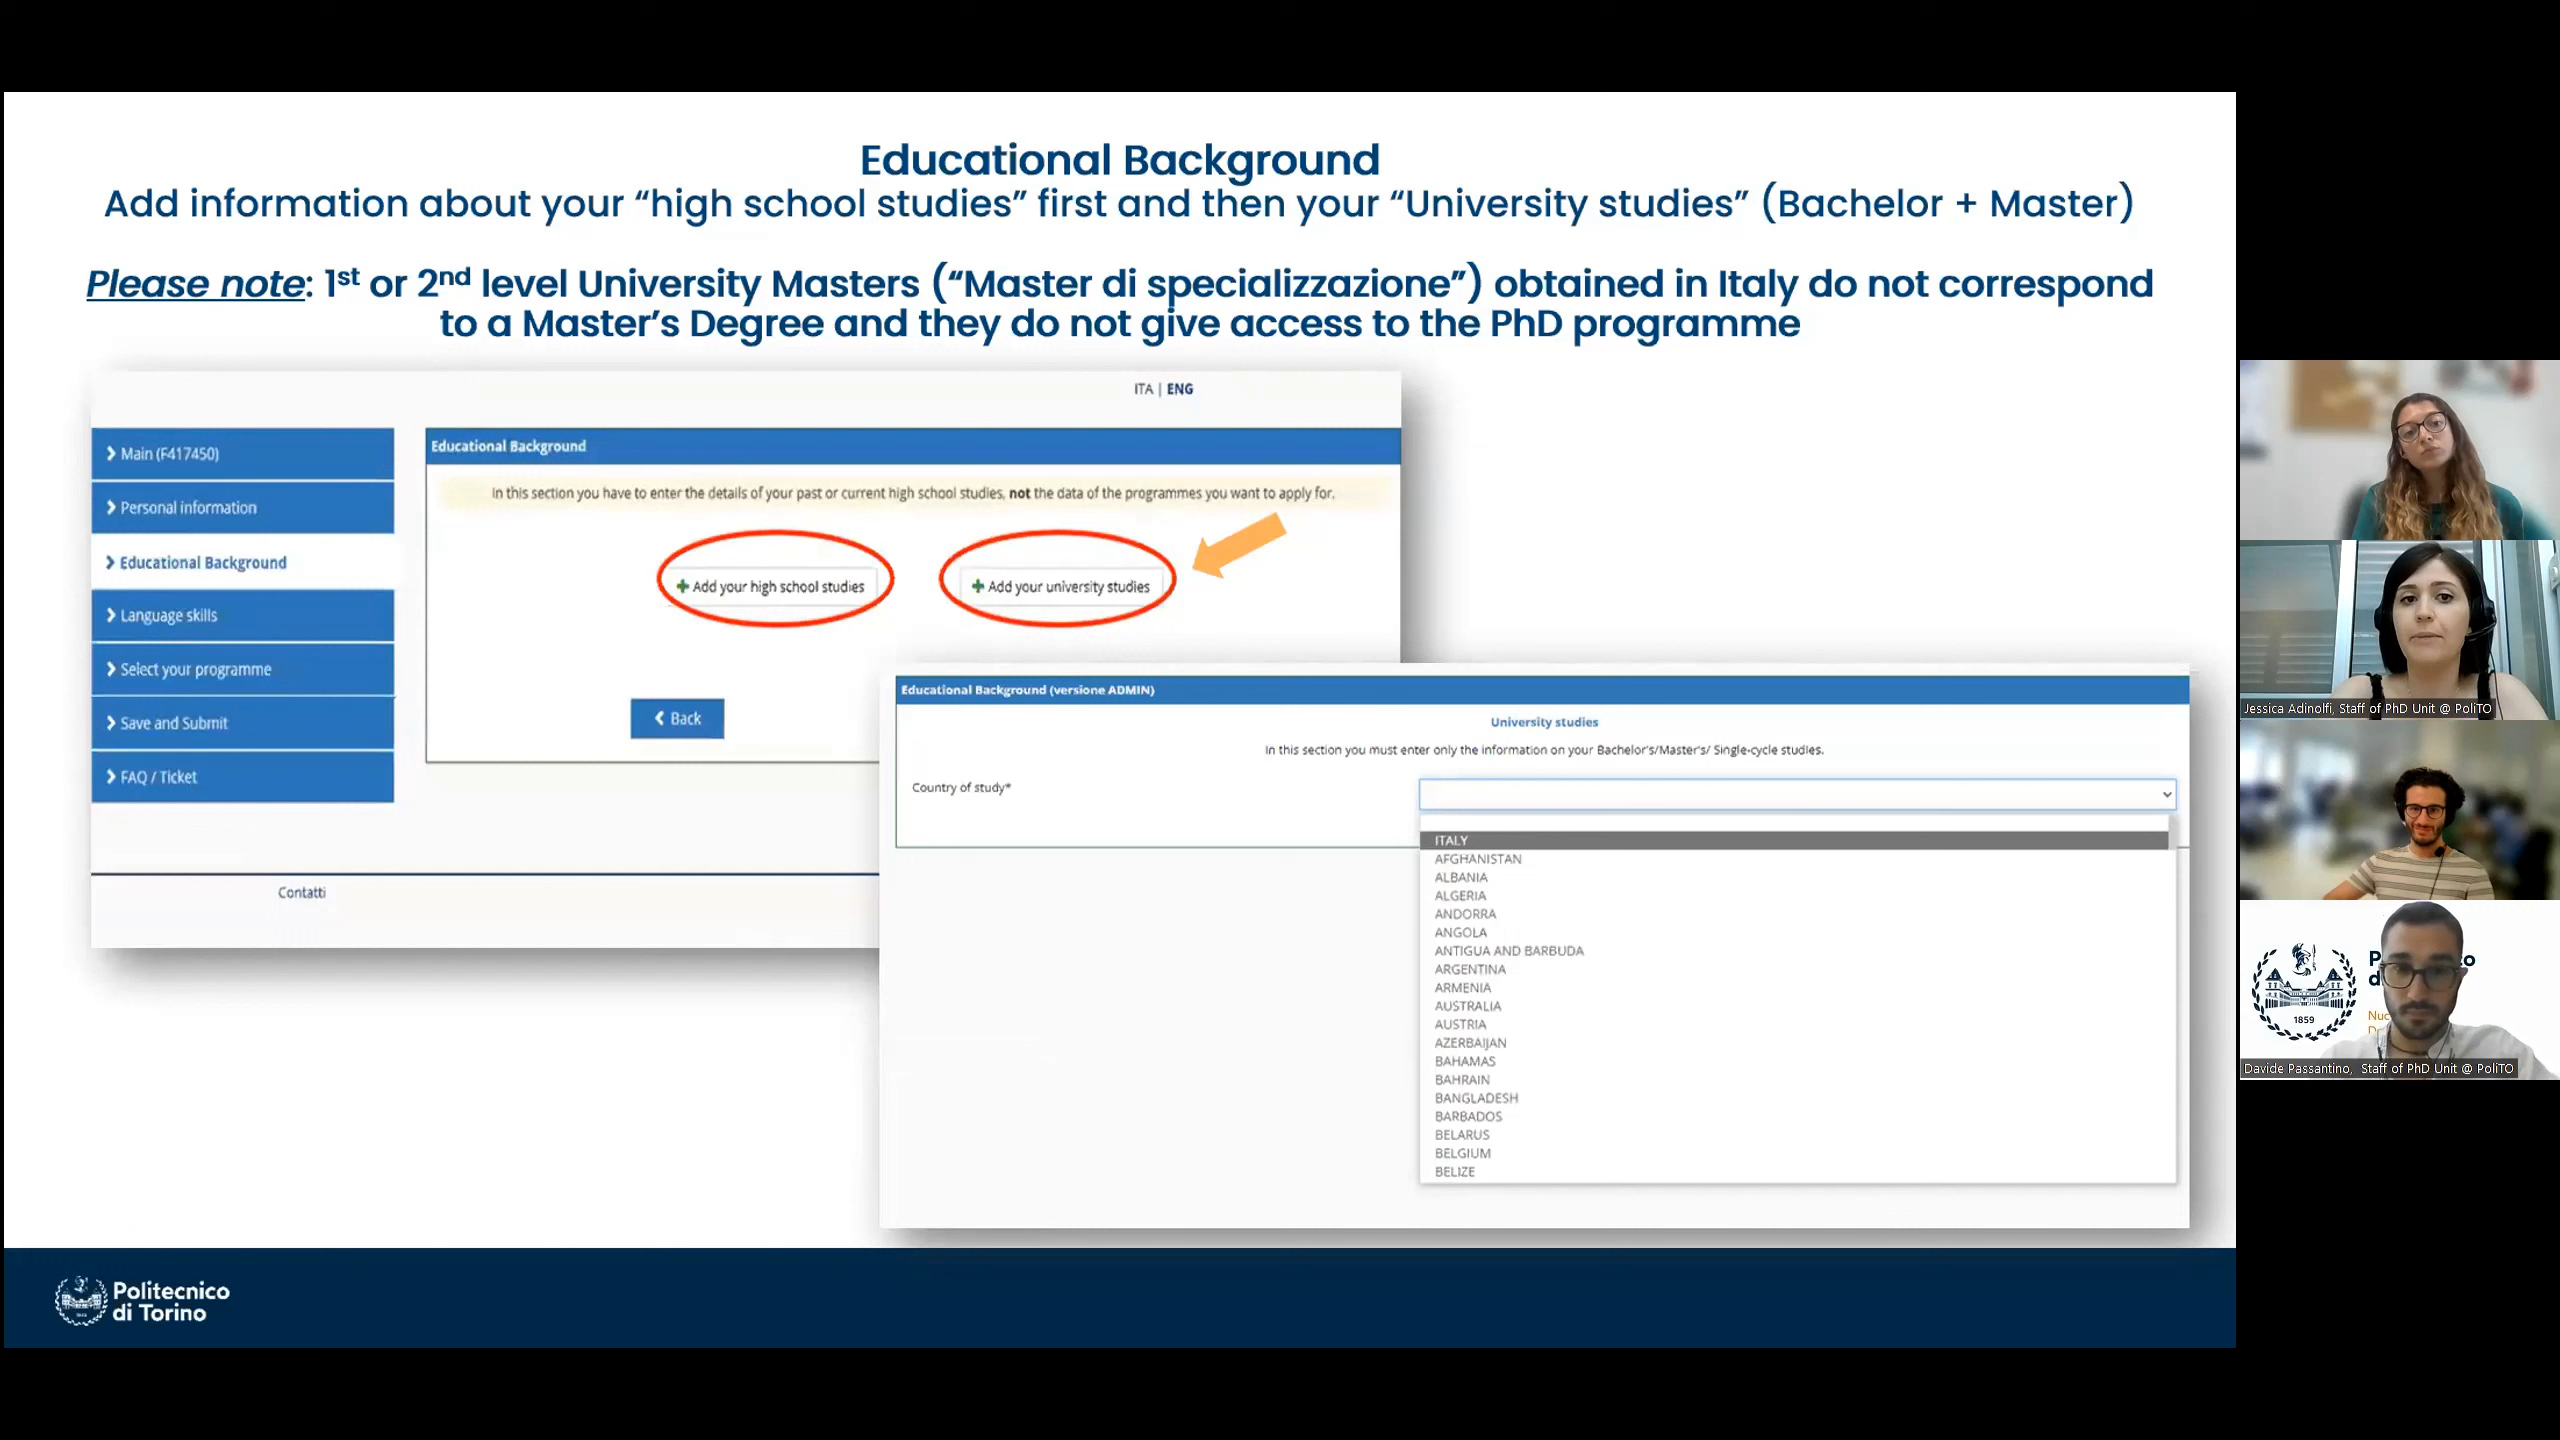 Educational Background
Add information about your “high school studies” first and then your “University studies” (Bachelor + Master)
Please note: 1st or 2nd level University Masters (“Master di specializzazione”) obtained in Italy do not correspond
to a Master’s Degree and they do not give access to the PhD programme
ITA | ENG
Main (F417450)
Personal information
Educational Background
Language skills
Select your programme
Save and Submit
FAQ / Ticket
Educational Background
In this section you have to enter the details of your past or current high school studies, not the data of the programmes you want to apply for.
Add your high school studies
Add your university studies
Back
Contatti
Educational Background (versione ADMIN)
University studies
In this section you must enter only the information on your Bachelor's/Master's/ Single-cycle studies.
Country of study*
ITALY
AFGHANISTAN
ALBANIA
ALGERIA
ANDORRA
ANGOLA
ANTIGUA AND BARBUDA
ARGENTINA
ARMENIA
AUSTRALIA
AUSTRIA
AZERBAIJAN
BAHAMAS
BAHRAIN
BANGLADESH
BARBADOS
BELARUS
BELGIUM
BELIZE
Politecnico
di Torino
Jessica Adinolfi, Staff of PhD Unit @ PoliTO
1859
Davide Passantino, Staff of PhD Unit @ PoliTO